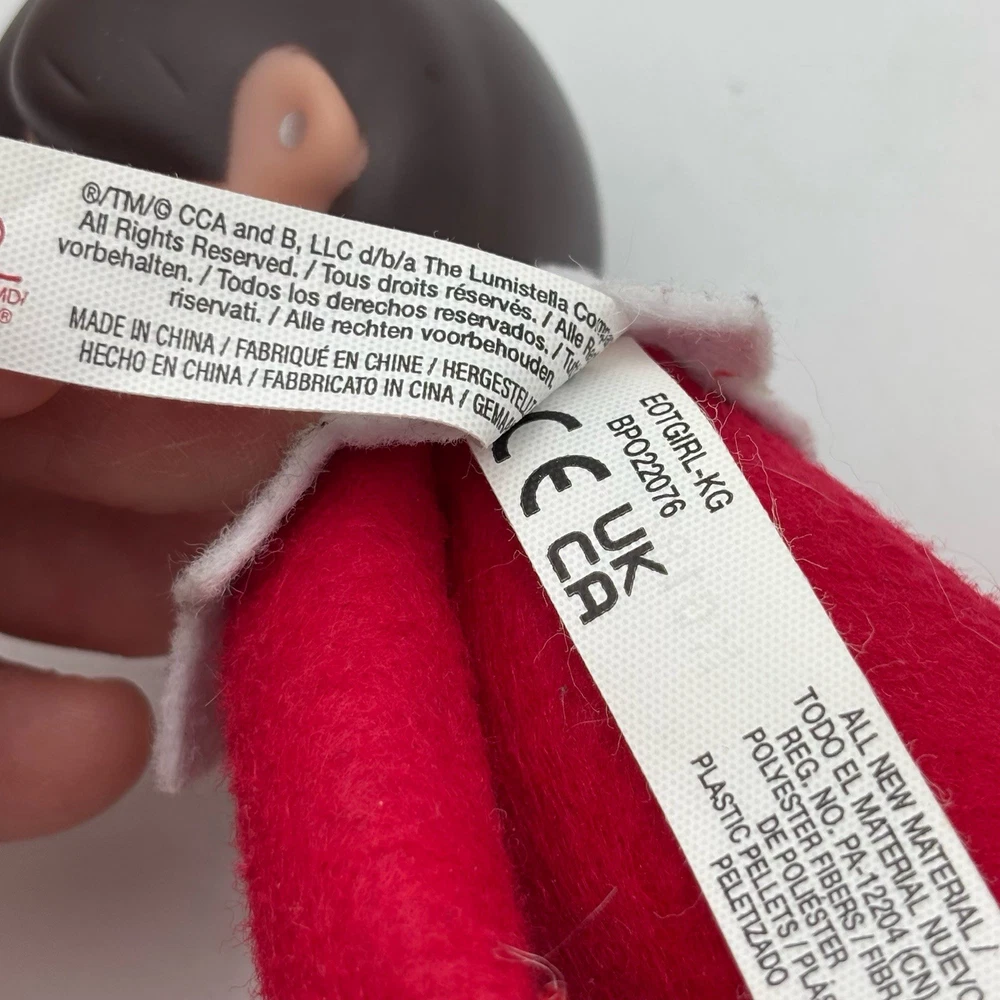 ®/TM/© CCA and B, LLC d/b/a The Lumistella
All Rights Reserved. / Tous droits réservés. / Alle
vorbehalten. / Todos los derechos reservados. /
riservati. / Alle rechten voorbehouden.
MADE IN CHINA / FABRIQUÉ EN CHINE /
HECHO EN CHINA / FABBRICATO IN CINA /
®
EOTGIRL-KG
BPO22076
CE
UK
CA
ALL NEW MATERIAL /
TODO EL MATERIAL NUEVO
REG. NO. PA-12204 (CN)
POLYESTER FIBERS /
DE POLIÉSTER
PLASTIC PELLETS /
PELETIZADO